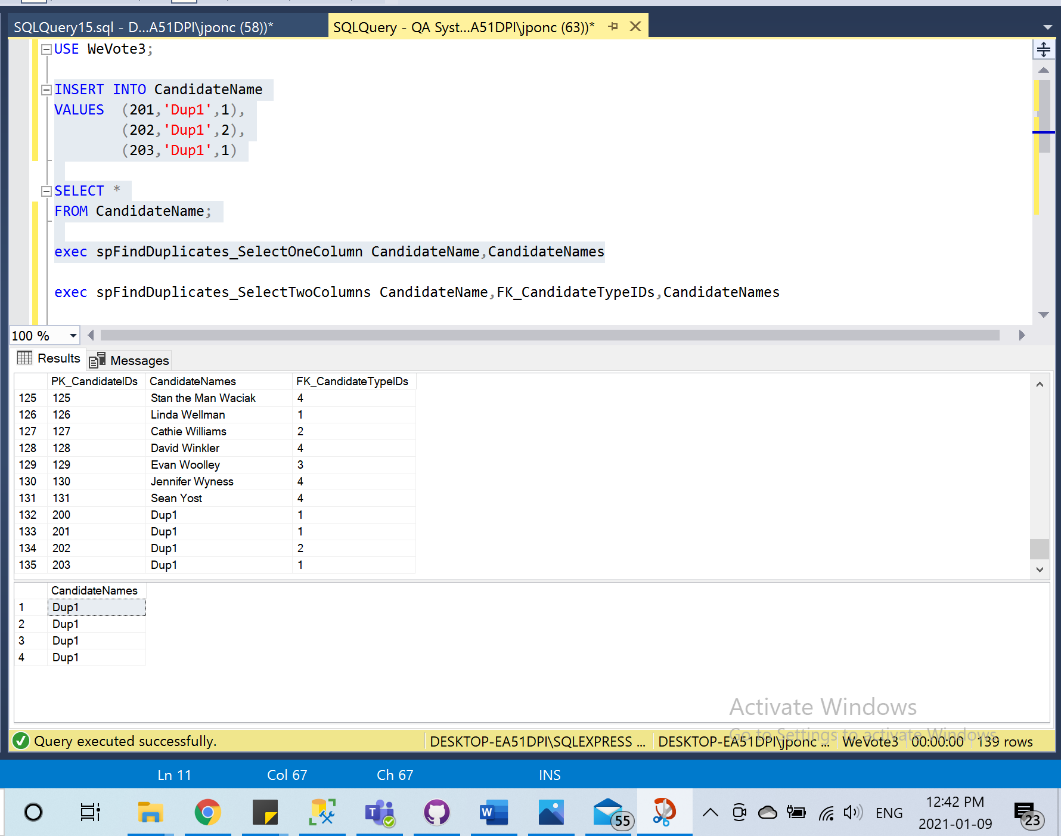 SQLQuery15.sql - D...A51DPI\jponc (58))*
SQLQuery - QA Syst...A51DPI\jponc (63))*
USE WeVote3;
INSERT INTO CandidateName
VALUES (201,'Dup1',1),
(202,'Dup1',2),
(203,'Dup1',1)
SELECT *
FROM CandidateName;
exec spFindDuplicates_SelectOneColumn CandidateName,CandidateNames
exec spFindDuplicates_SelectTwoColumns CandidateName,FK_CandidateTypeIDs,CandidateNames
100 %
Results Messages
PK_CandidateIDs CandidateNames FK_CandidateTypeIDs
125 125 Stan the Man Waciak 4
126 126 Linda Wellman 1
127 127 Cathie Williams 2
128 128 David Winkler 4
129 129 Evan Woolley 3
130 130 Jennifer Wyness 4
131 131 Sean Yost 4
132 200 Dup1 1
133 201 Dup1 1
134 202 Dup1 2
135 203 Dup1 1
CandidateNames
1 Dup1
2 Dup1
3 Dup1
4 Dup1
Activate Windows
Go to Settings to activate Windows.
Query executed successfully. DESKTOP-EA51DPI\SQLEXPRESS ... DESKTOP-EA51DPI\jponc ... WeVote3 00:00:00 139 rows
Ln 11 Col 67 Ch 67 INS
55
ENG
12:42 PM
2021-01-09
23